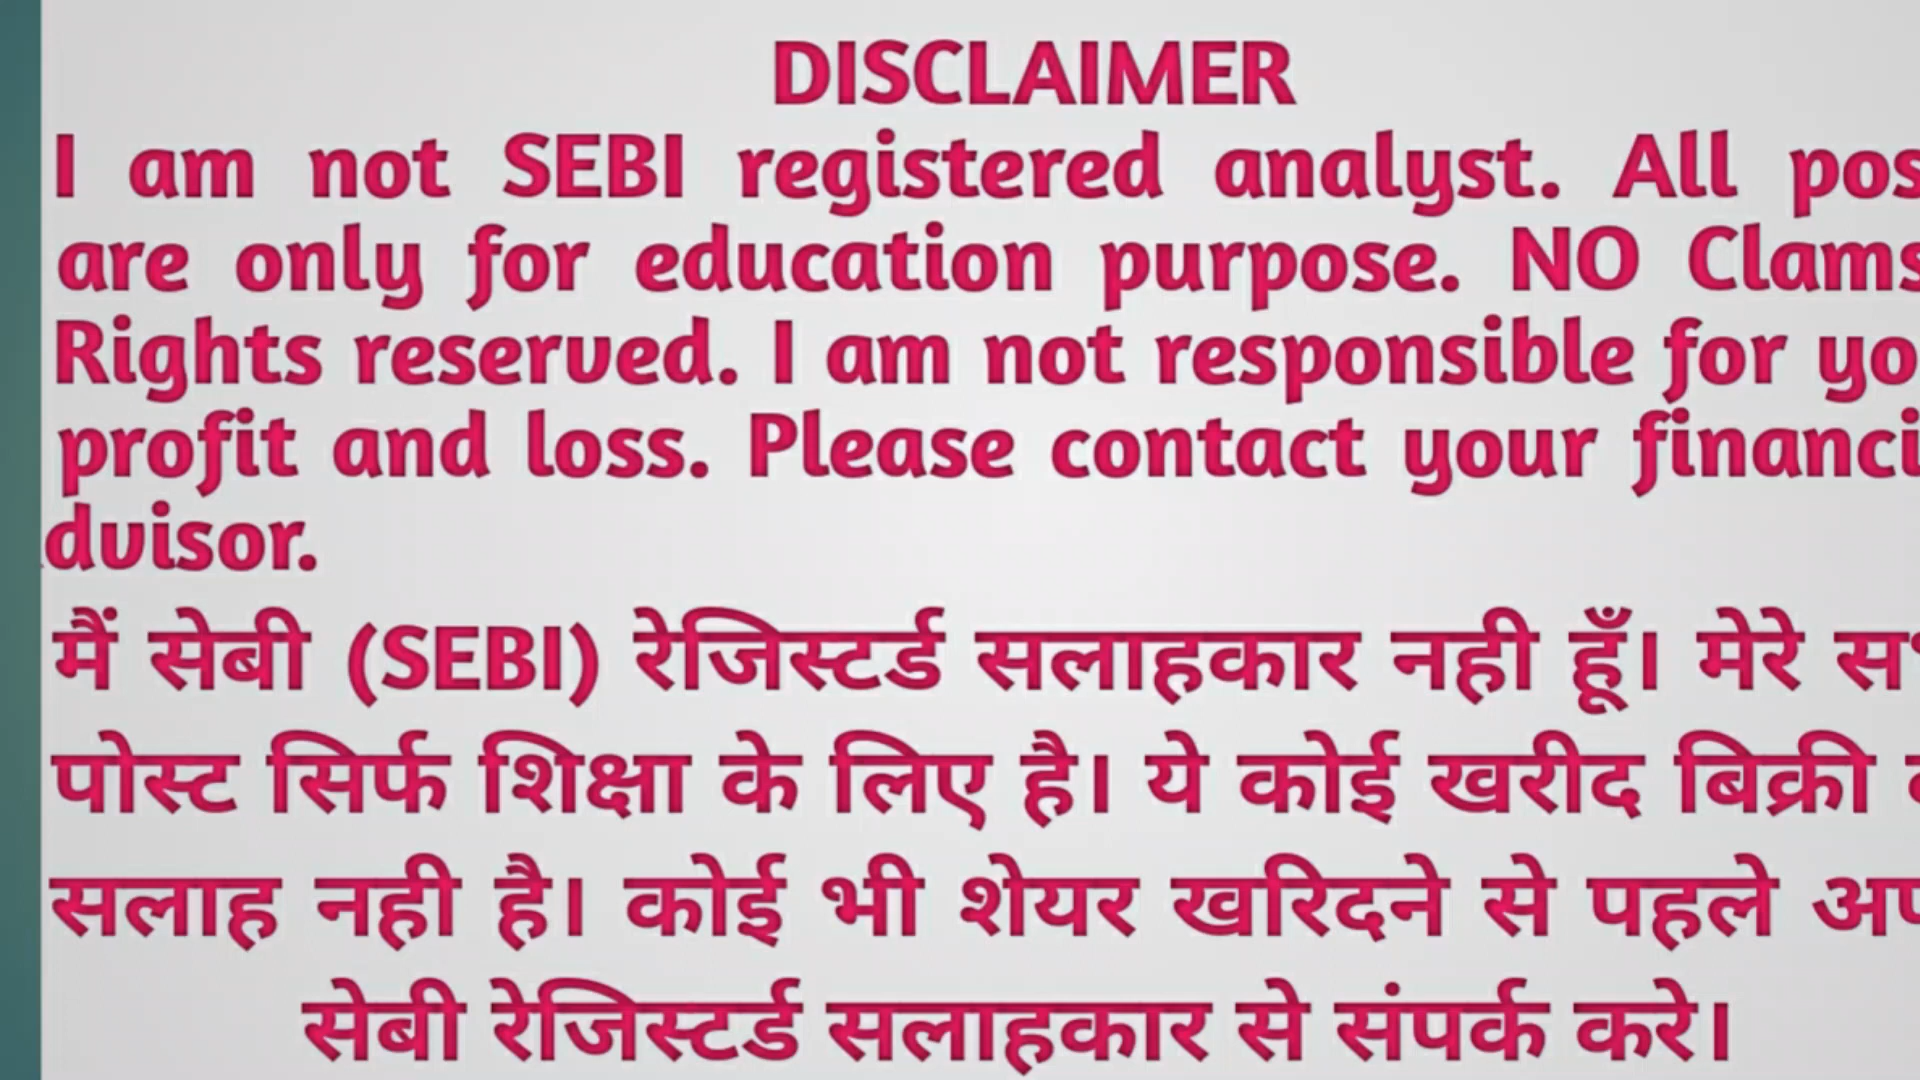 DISCLAIMER
I am not SEBI registered analyst. All
are only for education purpose. NO Clams
Rights reserved. I am not responsible for
profit and loss. Please contact your
dvisor.
मैं सेबी (SEBI) रेजिस्टर्ड सलाहकार नही हूँ। मेरे
पोस्ट सिर्फ शिक्षा के लिए है। ये कोई खरीद बिक्री
सलाह नही है। कोई भी शेयर खरिदने से पहले
सेबी रेजिस्टर्ड सलाहकार से संपर्क करे।